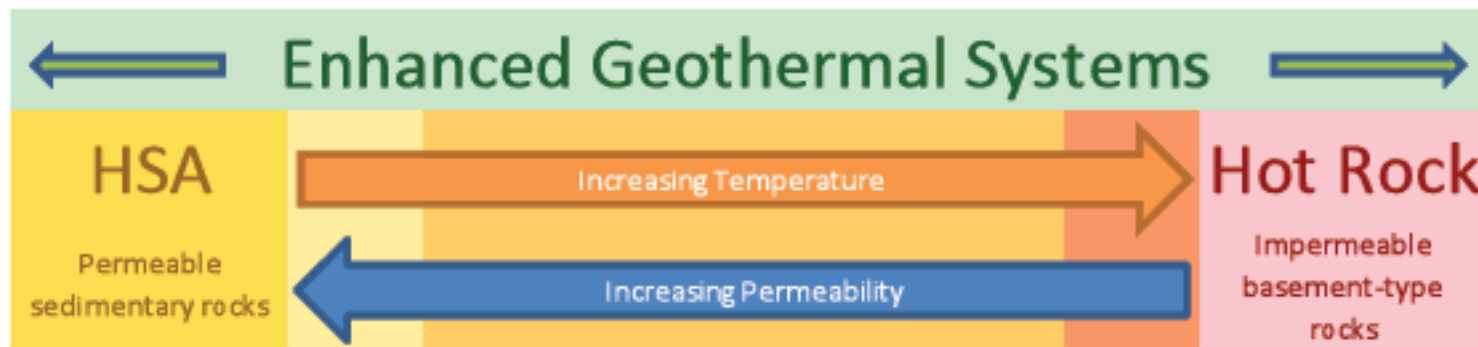 Enhanced Geothermal Systems
HSA
Increasing Temperature
Hot Rock
Permeable
sedimentary rocks
Increasing Permeability
Impermeable
basement-type
rocks